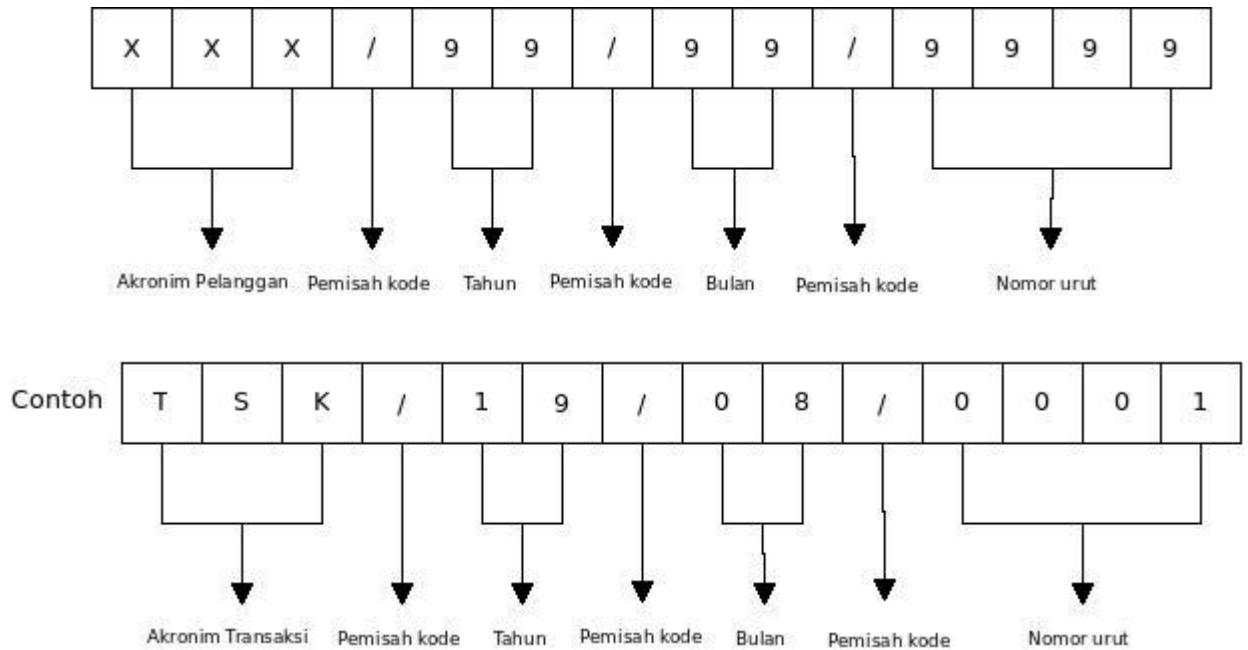 X X X / 9 9 / 9 9 / 9 9 9 9
Akronim Pelanggan Pemisah kode Tahun Pemisah kode Bulan Pemisah kode Nomor urut
Contoh T S K / 1 9 / 0 8 / 0 0 0 1
Akronim Transaksi Pemisah kode Tahun Pemisah kode Bulan Pemisah kode Nomor urut